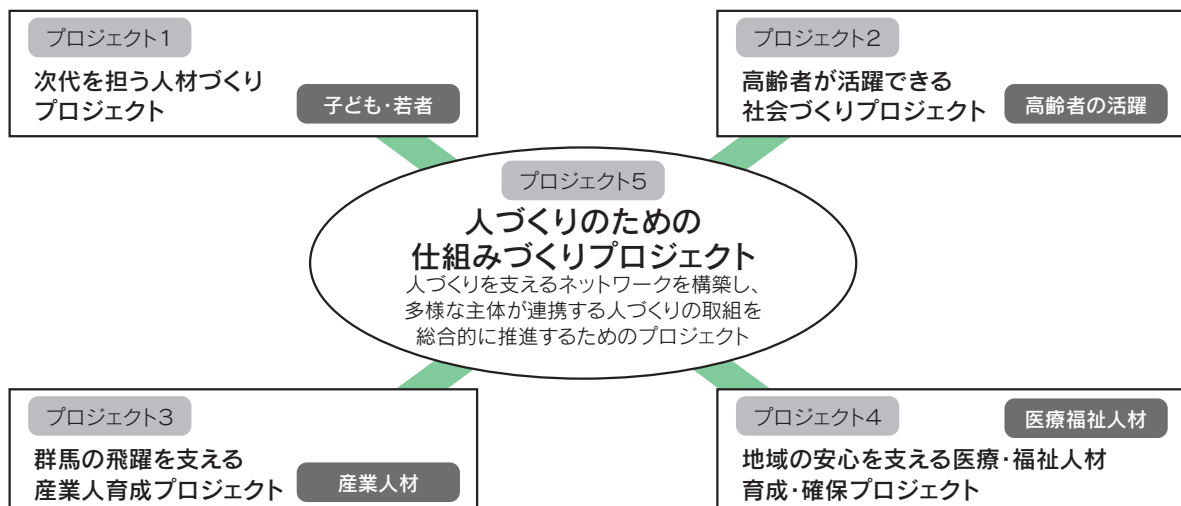 プロジェクト1
次代を担う人材づくり
プロジェクト
子ども・若者
プロジェクト2
高齢者が活躍できる
社会づくりプロジェクト
高齢者の活躍
プロジェクト5
人づくりのための
仕組みづくりプロジェクト
人づくりを支えるネットワークを構築し、
多様な主体が連携する人づくりの取組を
総合的に推進するためのプロジェクト
プロジェクト3
群馬の飛躍を支える
産業人育成プロジェクト
産業人材
プロジェクト4
医療福祉人材
地域の安心を支える医療・福祉人材
育成・確保プロジェクト